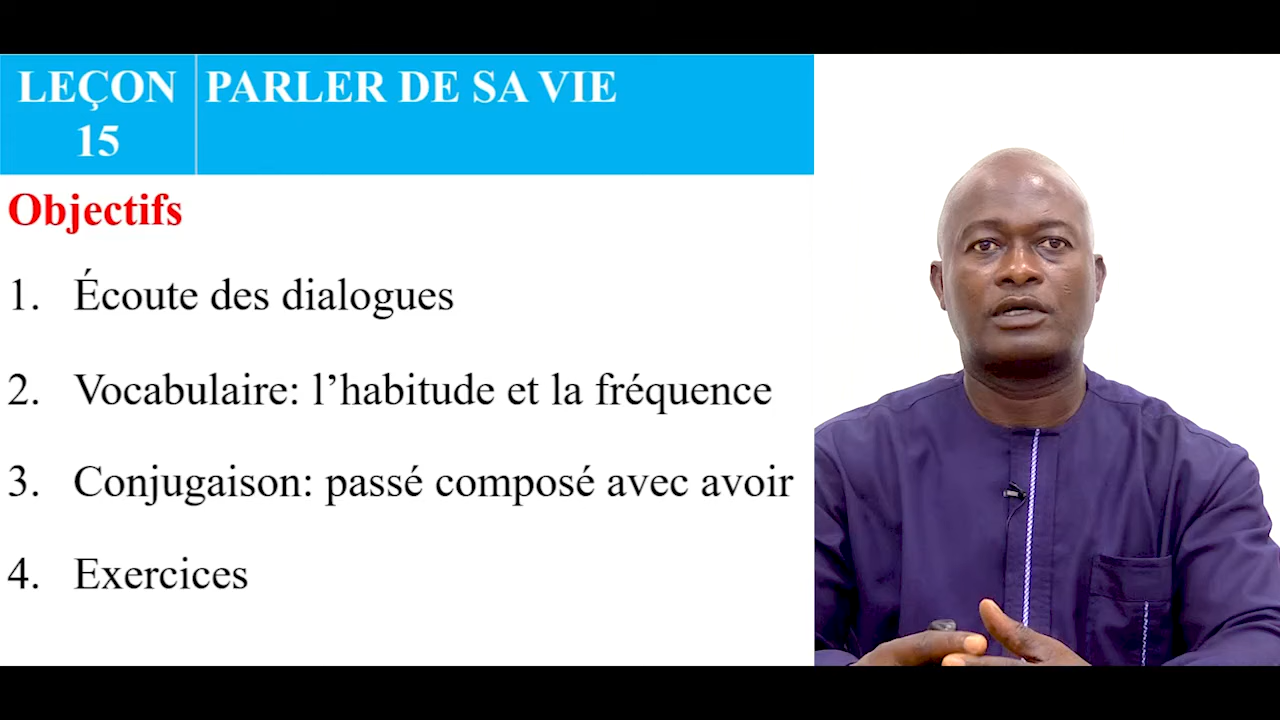 LEÇON
15
PARLER DE SA VIE
Objectifs
1. Écoute des dialogues
2. Vocabulaire: l’habitude et la fréquence
3. Conjugaison: passé composé avec avoir
4. Exercices